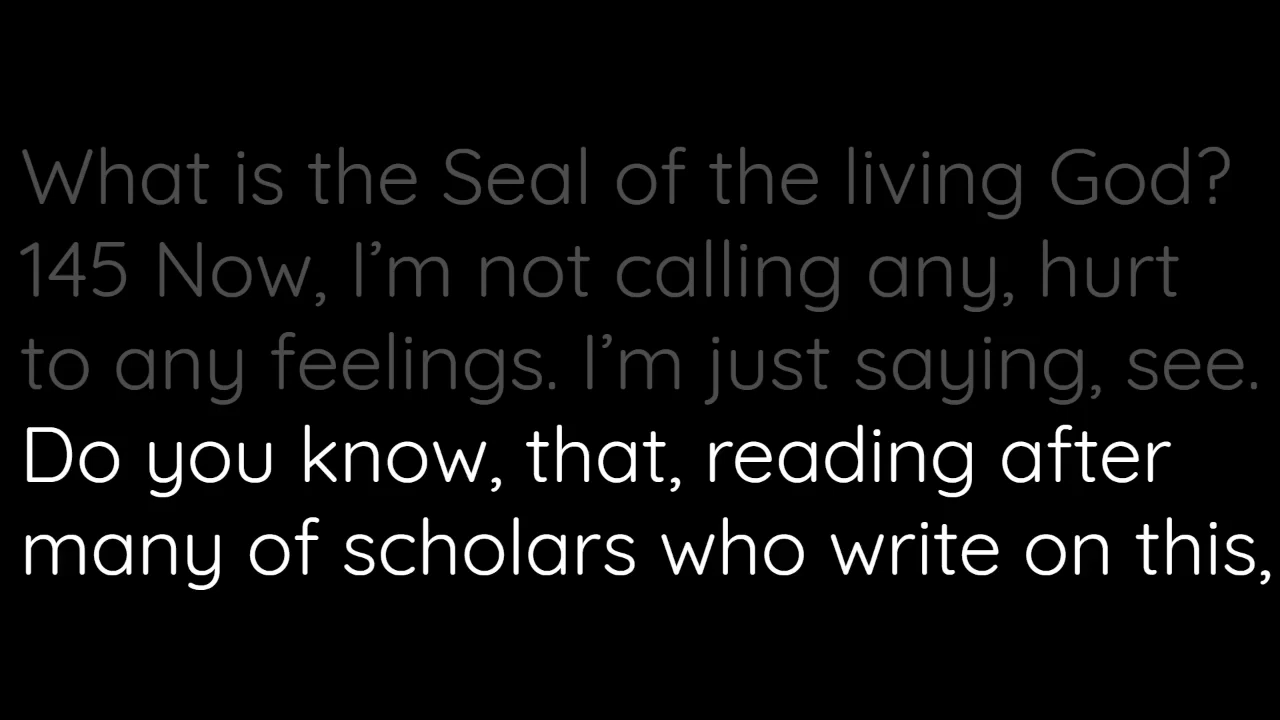 What is the Seal of the living God?
145 Now, I’m not calling any, hurt
to any feelings. I’m just saying, see.
Do you know, that, reading after
many of scholars who write on this,